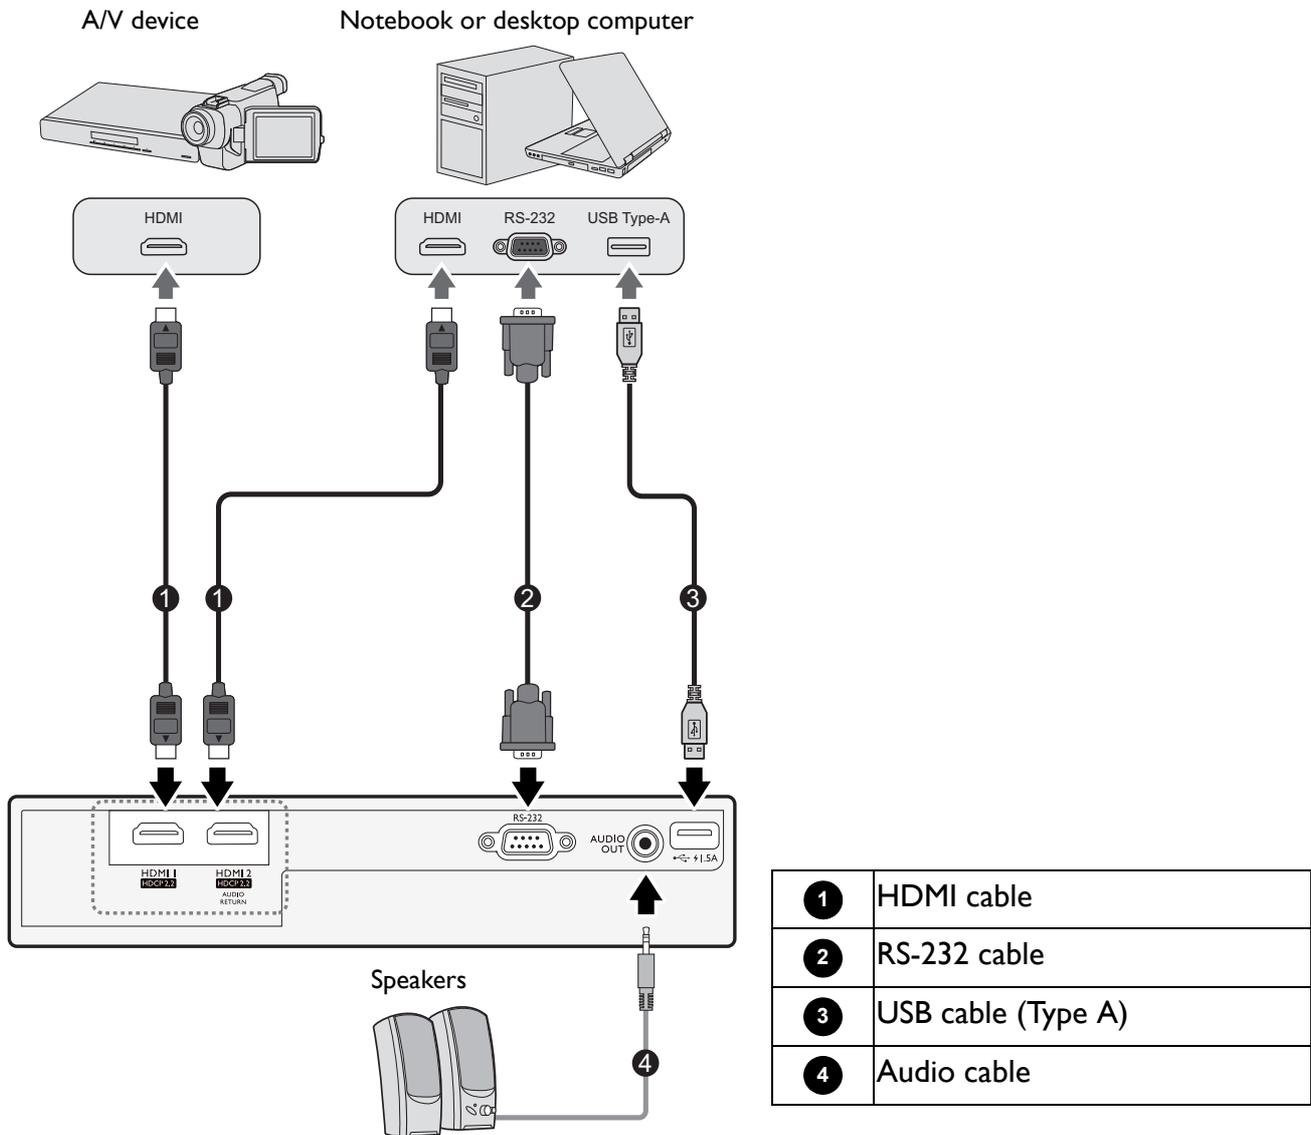 A/V device
Notebook or desktop computer
HDMI
HDMI RS-232 USB Type-A
1 1 2 3
RS-232
AUDIO
OUT
1.5A
HDMI 1
HDCP 2.2
HDMI 2
HDCP 2.2
AUDIO
RETURN
Speakers
4
1 HDMI cable
2 RS-232 cable
3 USB cable (Type A)
4 Audio cable